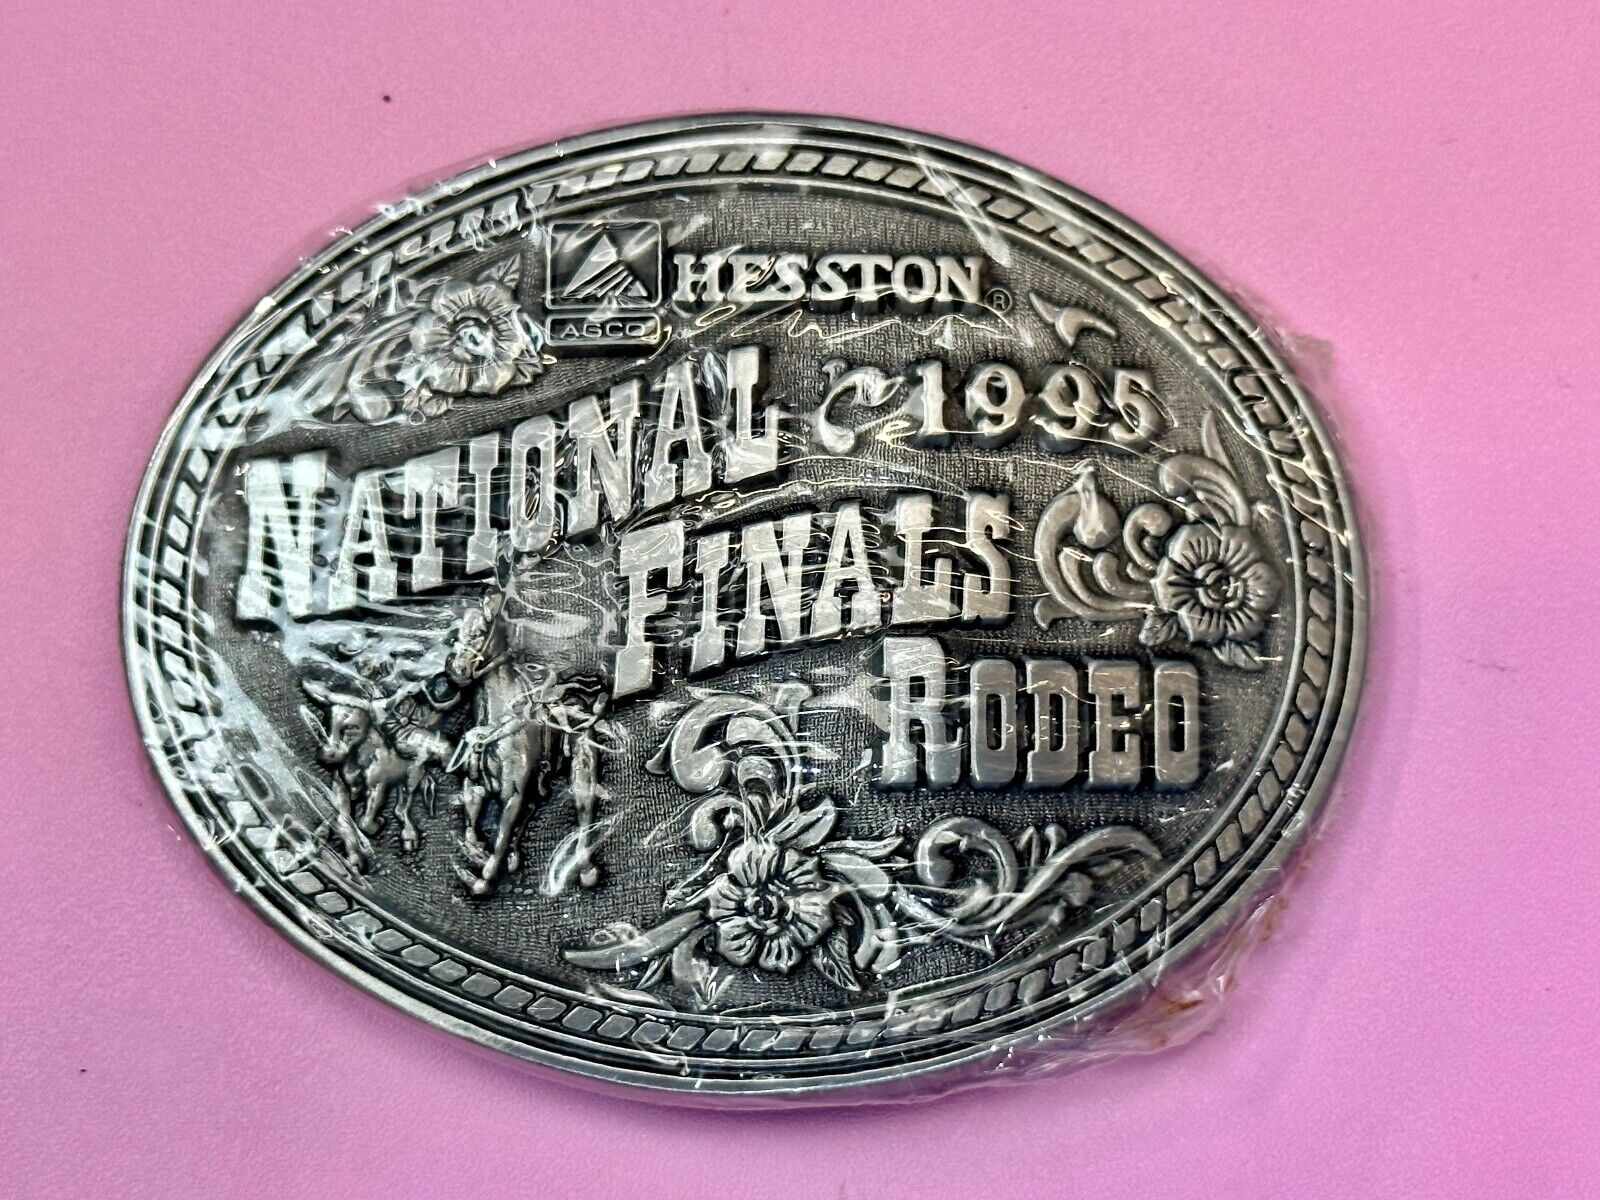 HESSTON®
AGCO
1995
NATIONAL
FINALS
RODEO